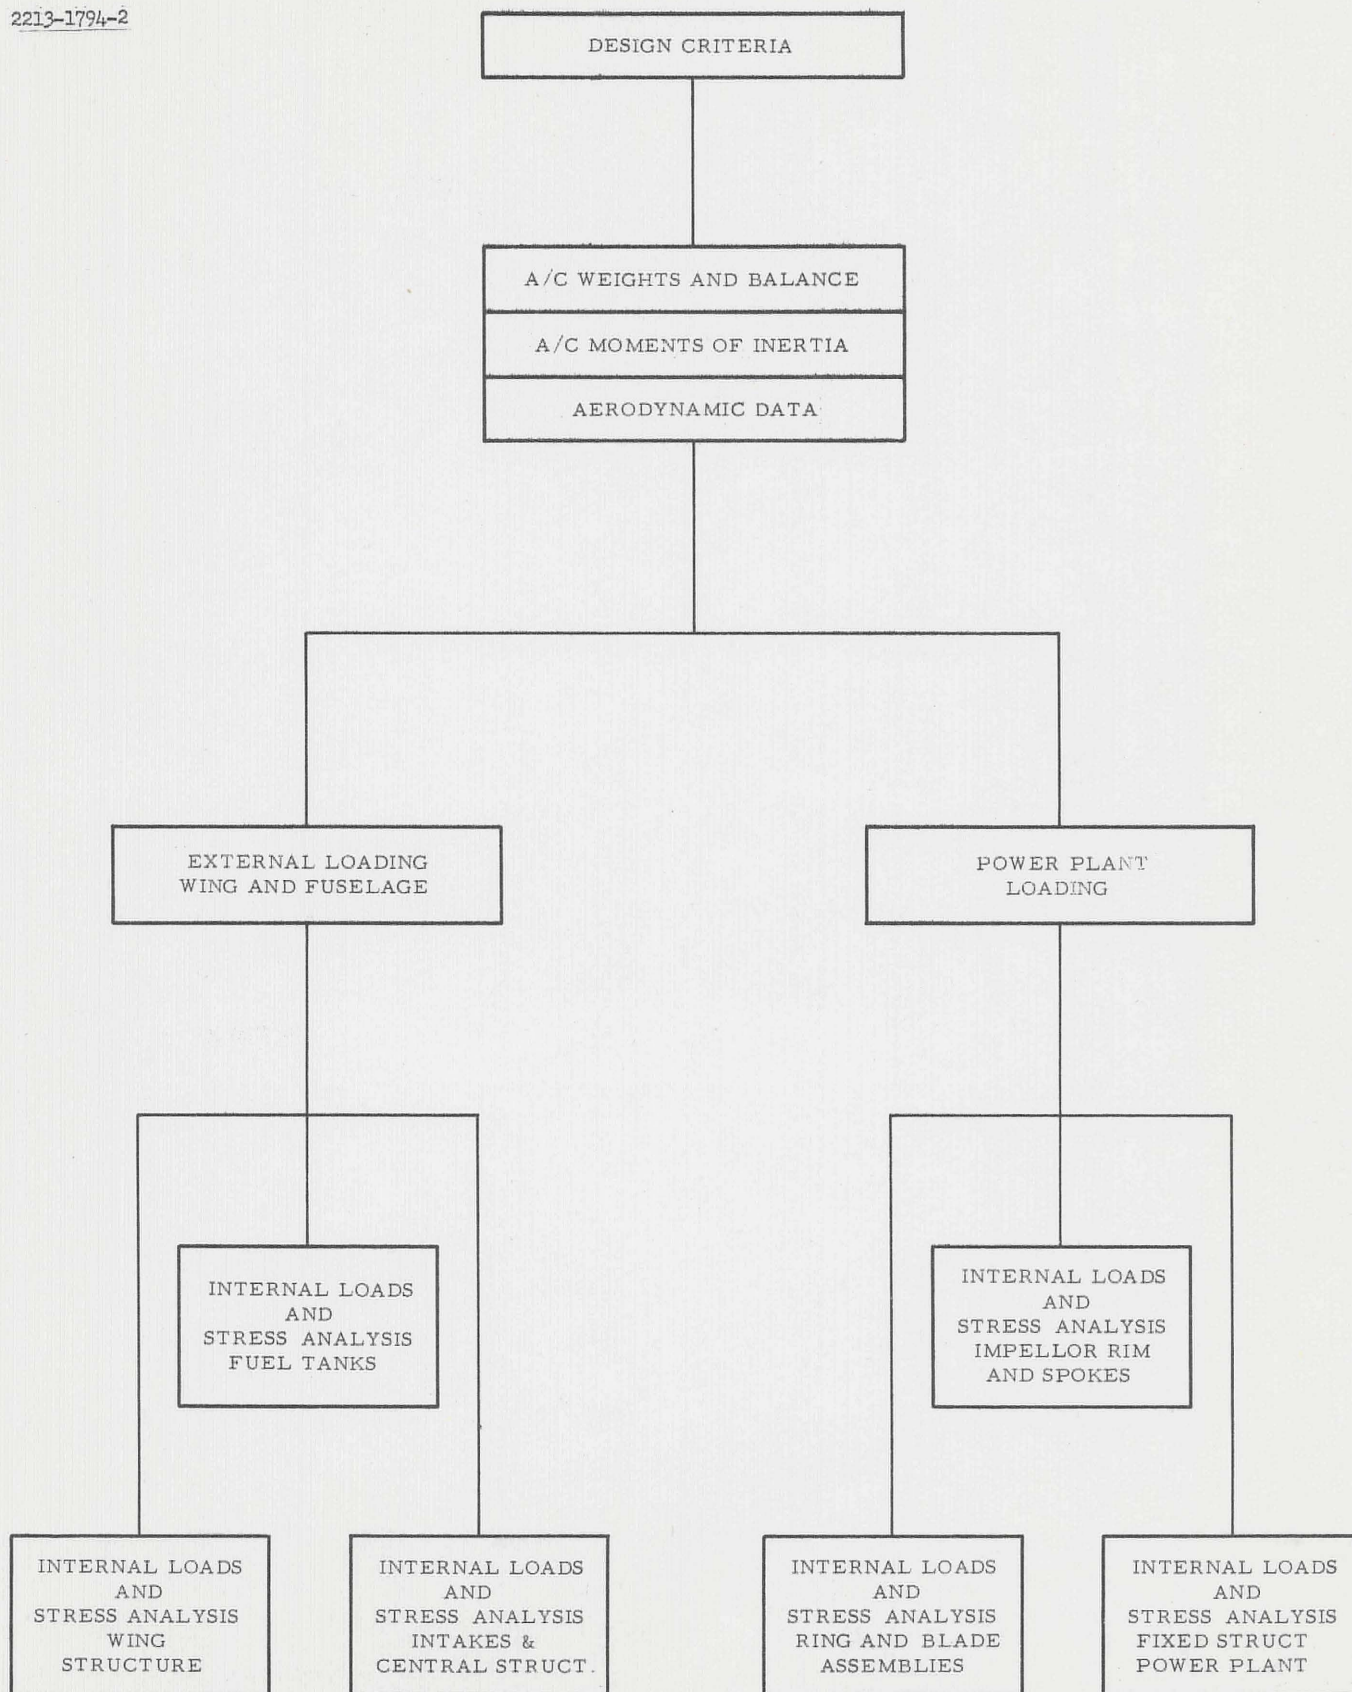 2213-1794-2
DESIGN CRITERIA
A/C WEIGHTS AND BALANCE
A/C MOMENTS OF INERTIA
AERODYNAMIC DATA
EXTERNAL LOADING
WING AND FUSELAGE
POWER PLANT
LOADING
INTERNAL LOADS
AND
STRESS ANALYSIS
FUEL TANKS
INTERNAL LOADS
AND
STRESS ANALYSIS
IMPELLOR RIM
AND SPOKES
INTERNAL LOADS
AND
STRESS ANALYSIS
WING
STRUCTURE
INTERNAL LOADS
AND
STRESS ANALYSIS
INTAKES &
CENTRAL STRUCT.
INTERNAL LOADS
AND
STRESS ANALYSIS
RING AND BLADE
ASSEMBLIES
INTERNAL LOADS
AND
STRESS ANALYSIS
FIXED STRUCT
POWER PLANT